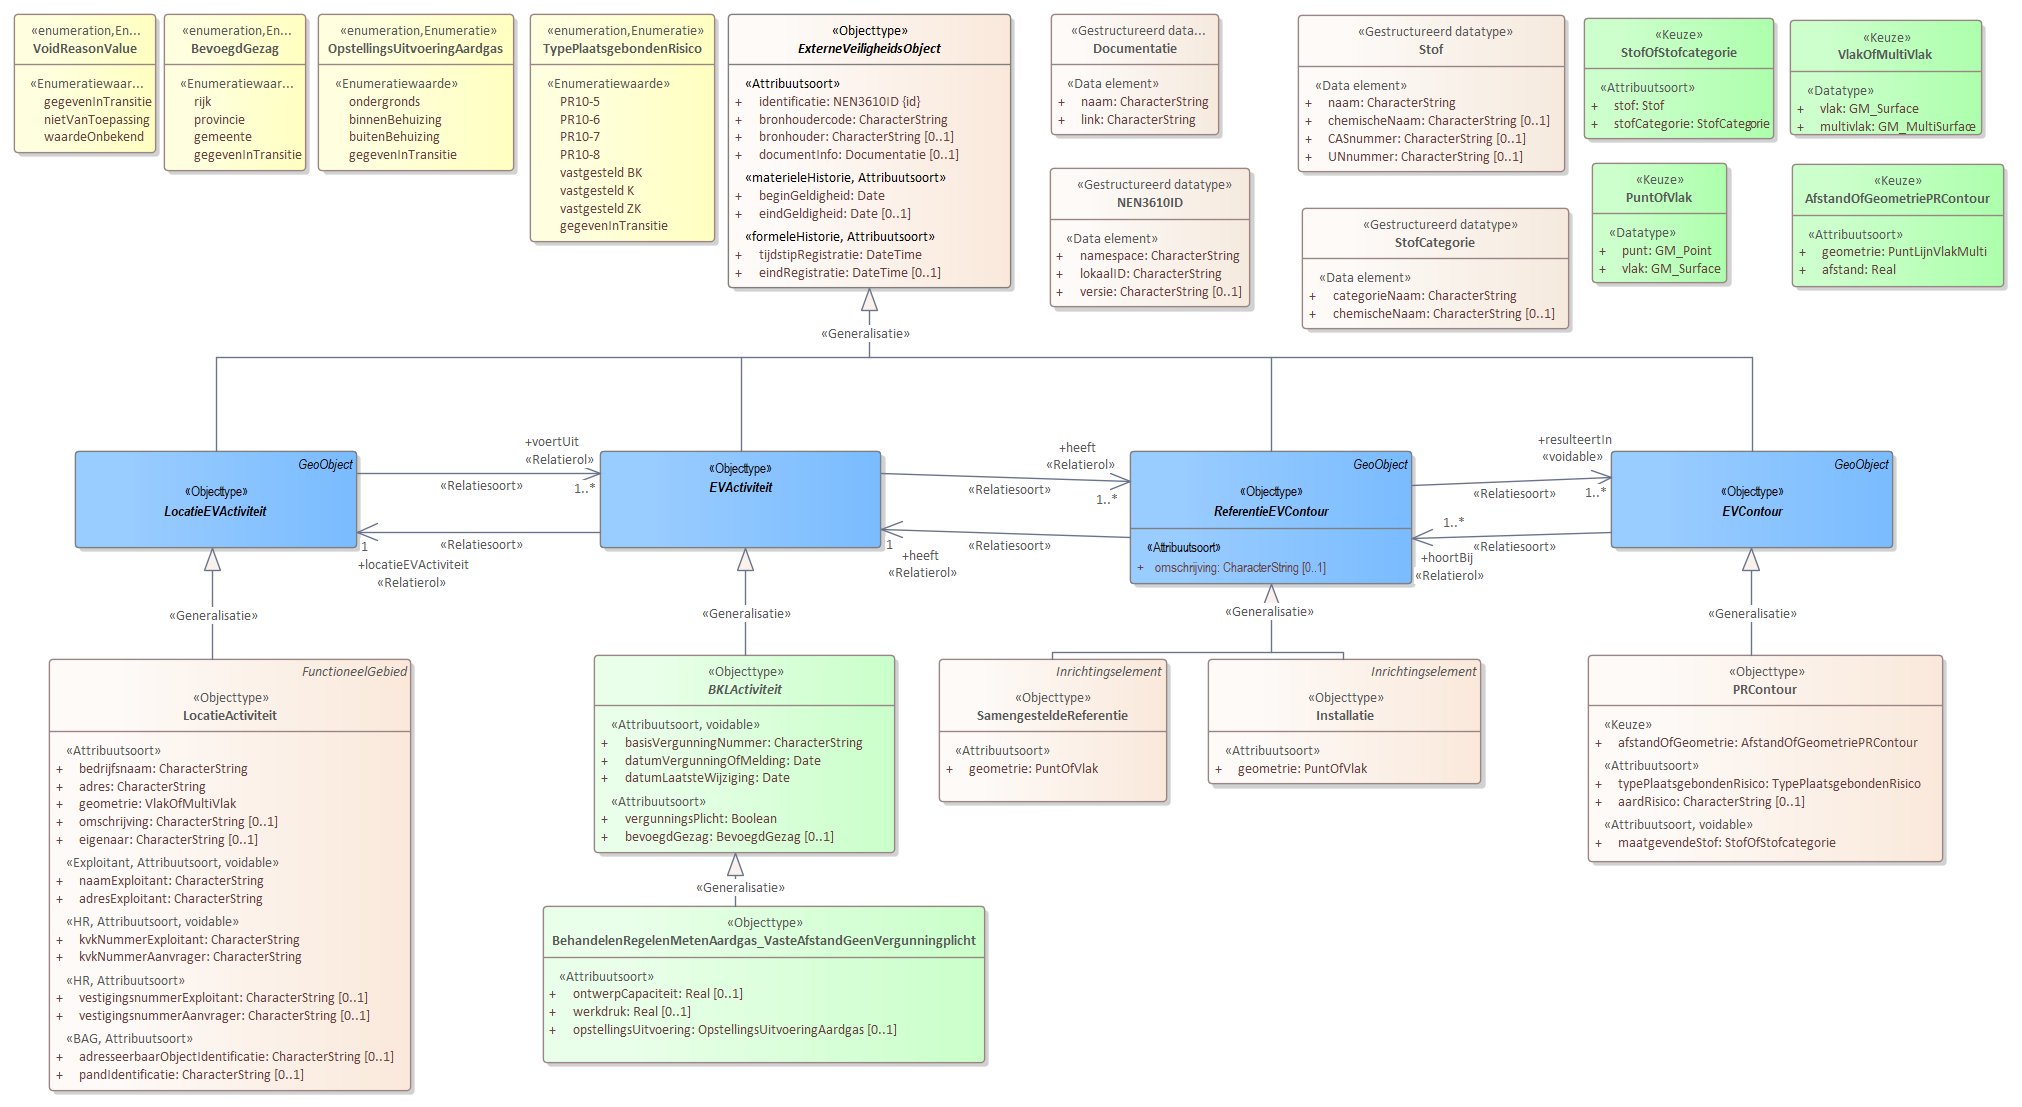 «enumeration,En...
VoidReasonValue
«Enumeratiewaar...
gegevenInTransitie
nietVanToepassing
waardeOnbekend
«enumeration,En...
BevoegdGezag
«Enumeratiewaar...
rijk
provincie
gemeente
gegevenInTransitie
«enumeration,Enumeratie»
OpstellingsUitvoeringAardgas
«Enumeratiewaarde»
ondergronds
binnenBehuizing
buitenBehuizing
gegevenInTransitie
«enumeration,Enumeratie»
TypePlaatsgebondenRisico
«Enumeratiewaarde»
PR10-5
PR10-6
PR10-7
PR10-8
vastgesteld BK
vastgesteld K
vastgesteld ZK
gegevenInTransitie
«Objecttype»
ExterneVeiligheidsObject
«Attribuutsoort»
+ identificatie: NEN3610ID {id}
+ bronhoudercode: CharacterString
+ bronhouder: CharacterString [0..1]
+ documentInfo: Documentatie [0..1]
«materieleHistorie, Attribuutsoort»
+ beginGeldigheid: Date
+ eindGeldigheid: Date [0..1]
«formeleHistorie, Attribuutsoort»
+ tijdstipRegistratie: DateTime
+ eindRegistratie: DateTime [0..1]
«Gestructureerd data...
Documentatie
«Data element»
+ naam: CharacterString
+ link: CharacterString
«Gestructureerd datatype»
NEN3610ID
«Data element»
+ namespace: CharacterString
+ lokaalID: CharacterString
+ versie: CharacterString [0..1]
«Gestructureerd datatype»
Stof
«Data element»
+ naam: CharacterString
+ chemischeNaam: CharacterString [0..1]
+ CASnummer: CharacterString [0..1]
+ UNnummer: CharacterString [0..1]
«Gestructureerd datatype»
StofCategorie
«Data element»
+ categorieNaam: CharacterString
+ chemischeNaam: CharacterString [0..1]
«Keuze»
StofOfStofcategorie
«Attribuutsoort»
+ stof: Stof
+ stofCategorie: StofCategorie
«Keuze»
PuntOfVlak
«Datatype»
+ punt: GM_Point
+ vlak: GM_Surface
«Keuze»
VlakOfMultiVlak
«Datatype»
+ vlak: GM_Surface
+ multivlak: GM_MultiSurface
«Keuze»
AfstandOfGeometriePRContour
«Attribuutsoort»
+ geometrie: PuntLijnVlakMulti
+ afstand: Real
«Generalisatie»
GeoObject
«Objecttype»
LocatieEVActiviteit
+voertUit
«Relatierol»
«Relatiesoort»
1..*
«Relatiesoort»
1
+locatieEVActiviteit
«Relatierol»
«Objecttype»
EVActiviteit
+heeft
«Relatierol»
«Relatiesoort»
1..*
«Relatiesoort»
1
+heeft
«Relatierol»
GeoObject
«Objecttype»
ReferentieEVContour
«Attribuutsoort»
+ omschrijving: CharacterString [0..1]
+resulteertIn
«voidable»
«Relatiesoort»
1..*
1..*
«Relatiesoort»
+hoortBij
«Relatierol»
GeoObject
«Objecttype»
EVContour
«Generalisatie»
«Generalisatie»
«Generalisatie»
«Generalisatie»
FunctioneelGebied
«Objecttype»
LocatieActiviteit
«Attribuutsoort»
+ bedrijfsnaam: CharacterString
+ adres: CharacterString
+ geometrie: VlakOfMultiVlak
+ omschrijving: CharacterString [0..1]
+ eigenaar: CharacterString [0..1]
«Exploitant, Attribuutsoort, voidable»
+ naamExploitant: CharacterString
+ adresExploitant: CharacterString
«HR, Attribuutsoort, voidable»
+ kvkNummerExploitant: CharacterString
+ kvkNummerAanvrager: CharacterString
«HR, Attribuutsoort»
+ vestigingsnummerExploitant: CharacterString [0..1]
+ vestigingsnummerAanvrager: CharacterString [0..1]
«BAG, Attribuutsoort»
+ adresseerbaarObjectIdentificatie: CharacterString [0..1]
+ pandIdentificatie: CharacterString [0..1]
«Objecttype»
BKLActiviteit
«Attribuutsoort, voidable»
+ basisVergunningNummer: CharacterString
+ datumVergunningOfMelding: Date
+ datumLaatsteWijziging: Date
«Attribuutsoort»
+ vergunningsPlicht: Boolean
+ bevoegdGezag: BevoegdGezag [0..1]
«Generalisatie»
«Objecttype»
BehandelenRegelenMetenAardgas_VasteAfstandGeenVergunningplicht
«Attribuutsoort»
+ ontwerpCapaciteit: Real [0..1]
+ werkdruk: Real [0..1]
+ opstellingsUitvoering: OpstellingsUitvoeringAardgas [0..1]
Inrichtingselement
«Objecttype»
SamengesteldeReferentie
«Attribuutsoort»
+ geometrie: PuntOfVlak
Inrichtingselement
«Objecttype»
Installatie
«Attribuutsoort»
+ geometrie: PuntOfVlak
«Objecttype»
PRContour
«Keuze»
+ afstandOfGeometrie: AfstandOfGeometriePRContour
«Attribuutsoort»
+ typePlaatsgebondenRisico: TypePlaatsgebondenRisico
+ aardRisico: CharacterString [0..1]
«Attribuutsoort, voidable»
+ maatgevendeStof: StofOfStofcategorie